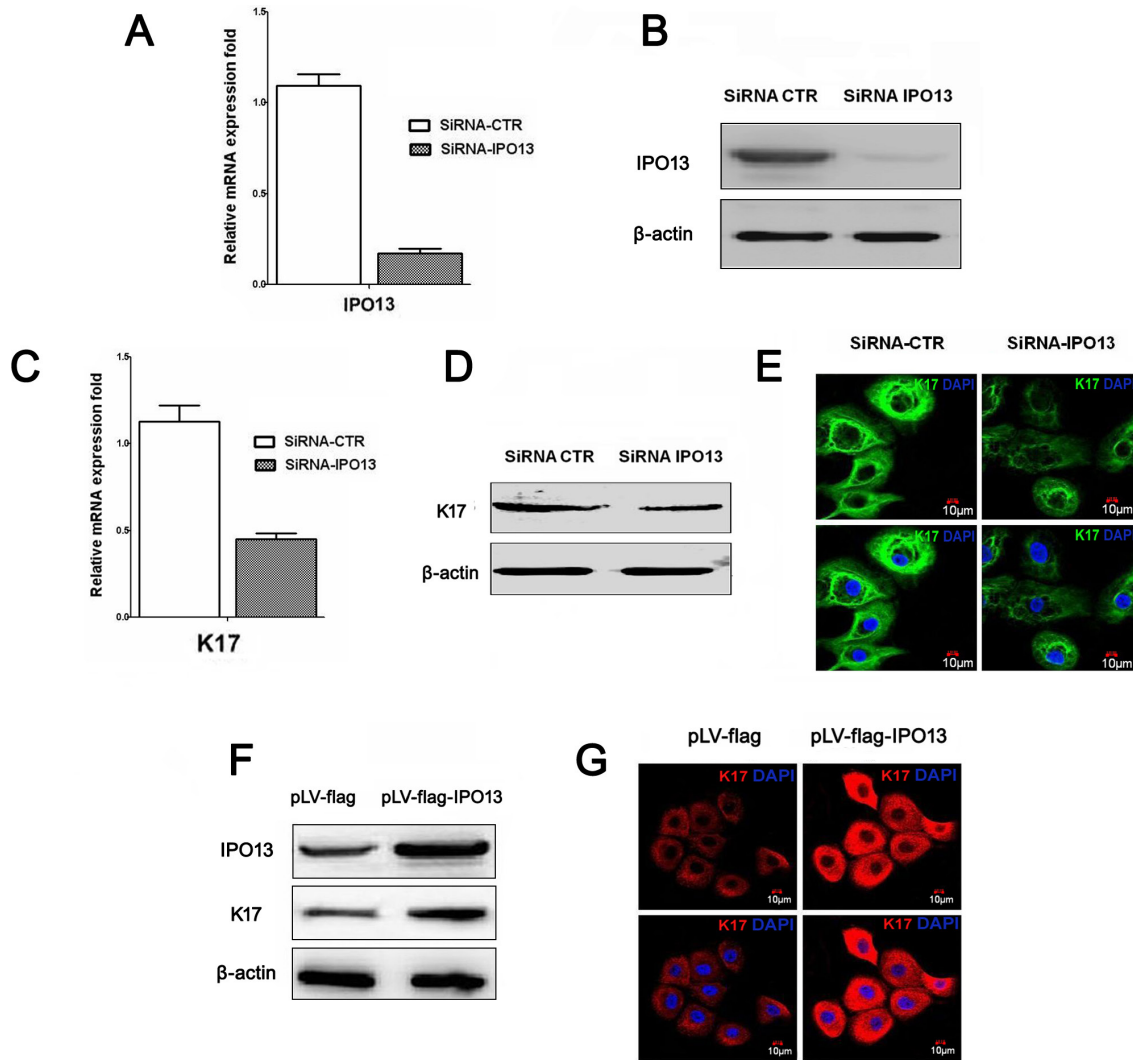 A
Relative mRNA expression fold
1.5
1.0
0.5
0.0
SiRNA-CTR
SiRNA-IPO13
IPO13
B
SiRNA CTR SiRNA IPO13
IPO13
β-actin
C
Relative mRNA expression fold
1.5
1.0
0.5
0.0
SiRNA-CTR
SiRNA-IPO13
K17
D
SiRNA CTR SiRNA IPO13
K17
β-actin
E
SiRNA-CTR SiRNA-IPO13
K17 DAPI K17 DAPI
10μm 10μm
K17 DAPI K17 DAPI
10μm 10μm
F
pLV-flag pLV-flag-IPO13
IPO13
K17
β-actin
G
pLV-flag pLV-flag-IPO13
K17 DAPI K17 DAPI
10μm 10μm
K17 DAPI K17 DAPI
10μm 10μm